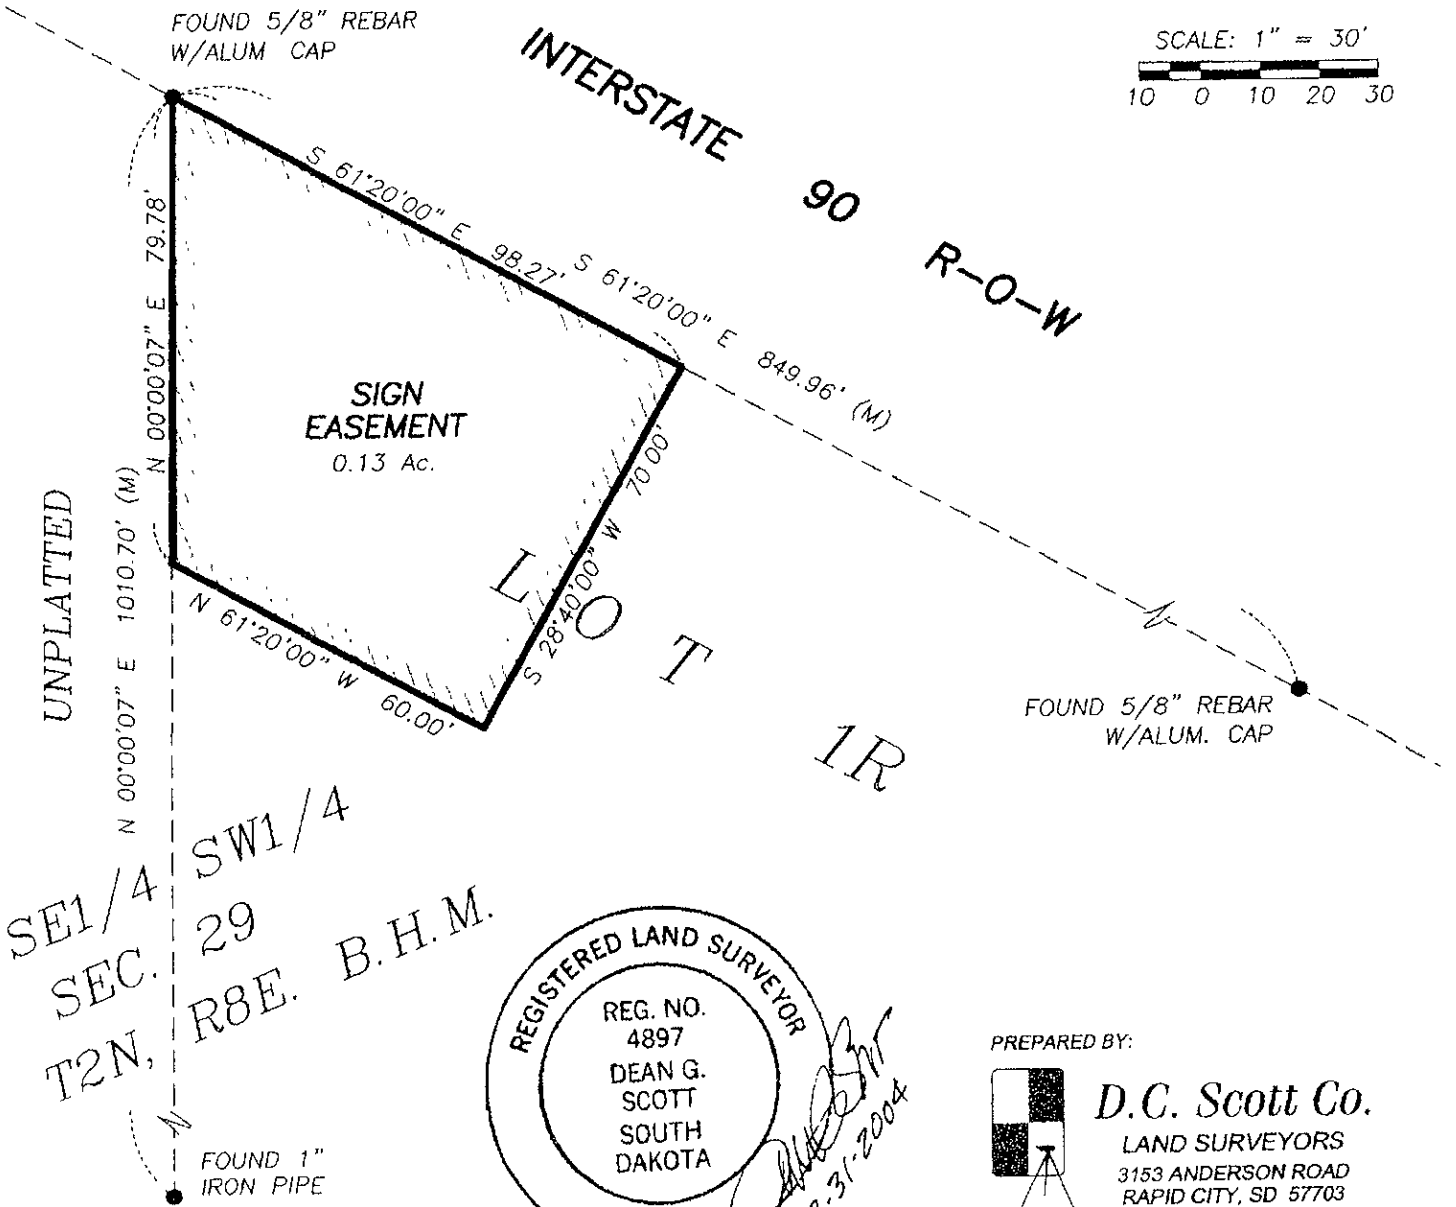 FOUND 5/8" REBAR
W/ALUM CAP
INTERSTATE 90 R-O-W
SCALE: 1" = 30'
10 0 10 20 30
S 61°20'00" E 98.27'
S 61°20'00" E 849.96' (M)
N 00°00'07" E 79.78'
SIGN
EASEMENT
0.13 Ac.
S 28°40'00" W 70.00'
N 61°20'00" W 60.00'
UNPLATTED
N 00°00'07" E 1010.70' (M)
LOT 1R
FOUND 5/8" REBAR
W/ALUM. CAP
SE1/4 SW1/4
SEC. 29
T2N, R8E. B.H.M.
FOUND 1"
IRON PIPE
REGISTERED LAND SURVEYOR
REG. NO.
4897
DEAN G.
SCOTT
SOUTH
DAKOTA
31-2004
PREPARED BY:
D.C. Scott Co.
LAND SURVEYORS
3153 ANDERSON ROAD
RAPID CITY, SD 57703